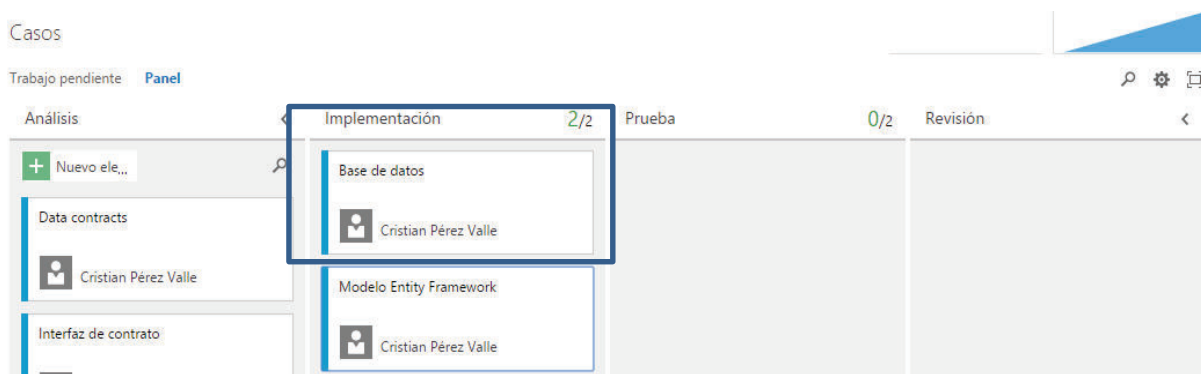 Casos
Trabajo pendiente Panel
Análisis
Implementación 2/2
Prueba 0/2
Revisión
Nuevo ele...
Data contracts
Cristian Pérez Valle
Interfaz de contrato
Base de datos
Cristian Pérez Valle
Modelo Entity Framework
Cristian Pérez Valle